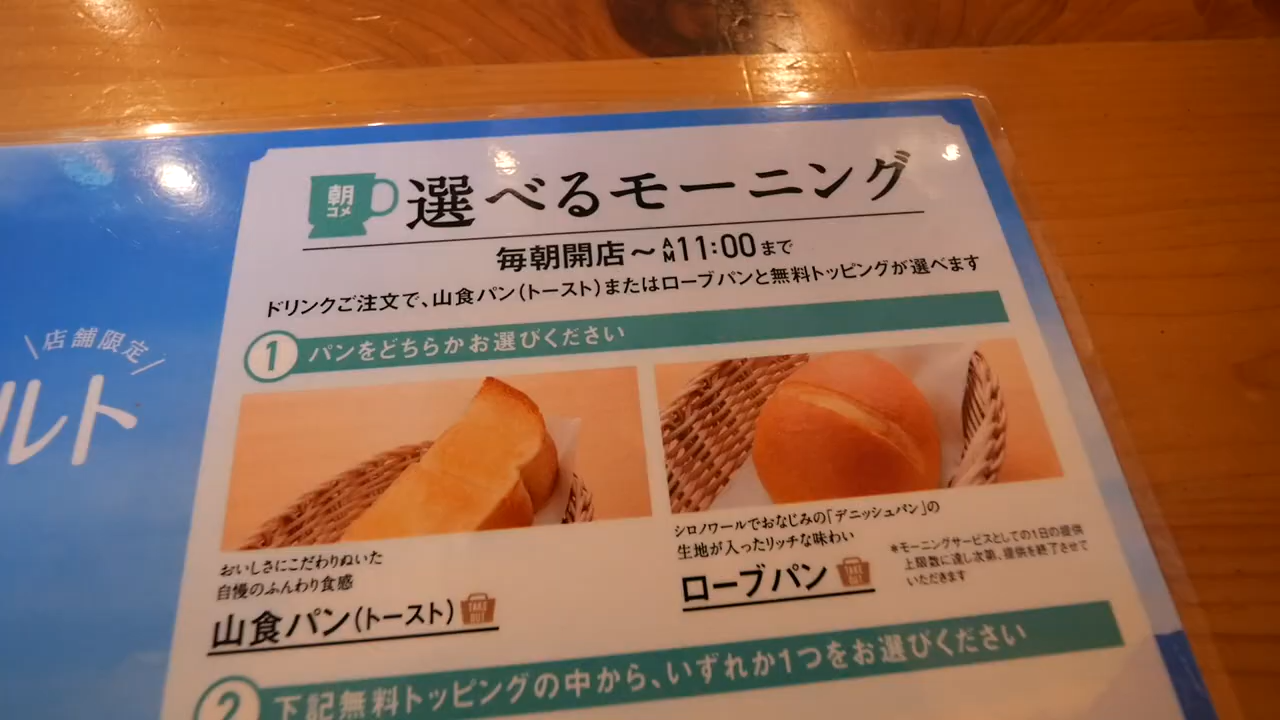 朝
コメ
選べるモーニング
毎朝開店〜AM11:00まで
ドリンクご注文で、山食パン(トースト)またはローブパンと無料トッピングが選べます
1 パンをどちらかお選びください
店舗限定
ルト
おいしさにこだわりぬいた
自慢のふんわり食感
山食パン(トースト)
TAKE
OUT
シロノワールでおなじみの「デニッシュパン」の
生地が入ったリッチな味わい
ローブパン
TAKE
OUT
*モーニングサービスとしての1日の提供
上限数に達し次第、提供を終了させて
いただきます
2 下記無料トッピングの中から、いずれか1つをお選びください